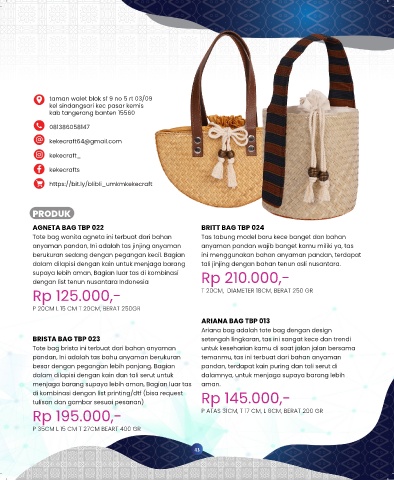 taman walet blok sl 9 no 5 rt 03/09
kel sindangsari kec pasar kemis
kab tangerang banten 15560
081386058147
kekecraft64@gmail.com
kekecraft_
kekecrafts
https://bit.ly/blibli_umkmkekecraft
PRODUK
AGNETA BAG TBP 022
Tote bag wanita agneta ini terbuat dari bahan
anyaman pandan, Ini adalah tas jinjing anyaman
berukuran sedang dengan pegangan kecil. Bagian
dalam dilapisi dengan kain untuk menjaga barang
supaya lebih aman, Bagian luar tas di kombinasi
dengan list tenun nusantara Indonesia
Rp 125.000,-
P 20CM L 15 CM T 20CM, BERAT 250GR
BRISTA BAG TBP 023
Tote bag brista ini terbuat dari bahan anyaman
pandan, Ini adalah tas bahu anyaman berukuran
besar dengan pegangan lebih panjang. Bagian
dalam dilapisi dengan kain dan tali serut untuk
menjaga barang supaya lebih aman, Bagian luar tas
di kombinasi dengan list printing/dtf (bisa request
tulisan dan gambar sesuai pesanan)
Rp 195.000,-
P 35CM L 15 CM T 27CM BEART 400 GR
BRITT BAG TBP 024
Tas tabung model baru kece banget dan bahan
anyaman pandan wajib banget kamu miliki ya, tas
ini menggunakan bahan anyaman pandan, terdapat
tali jinjing dengan bahan tenun asli nusantara.
Rp 210.000,-
T 20CM, DIAMETER 18CM, BERAT 250 GR
ARIANA BAG TBP 013
Ariana bag adalah tote bag dengan design
setengah lingkaran, tas ini sangat kece dan trendi
untuk keseharian kamu di saat jalan jalan bersama
temanmu, tas ini terbuat dari bahan anyaman
pandan, terdapat kain puring dan tali serut di
dalamnya, untuk menjaga supaya barang lebih
aman.
Rp 145.000,-
P ATAS 31CM, T 17 CM, L 9CM, BERAT 200 GR